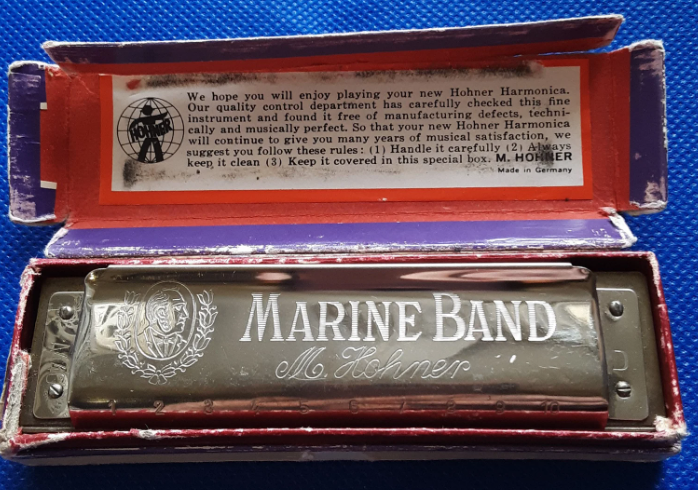 We hope you will enjoy playing your new Hohner Harmonica.
Our quality control department has carefully checked this fine
instrument and found it free of manufacturing defects, techni-
cally and musically perfect. So that your new Hohner Harmonica
will continue to give you many years of musical satisfaction, we
suggest you follow these rules: (1) Handle it carefully (2) Always
keep it clean (3) Keep it covered in this special box. M. HOHNER
Made in Germany
HOHNER
MARINE BAND
M. Hohner
1 2 3 4 5 6 7 8 9 10